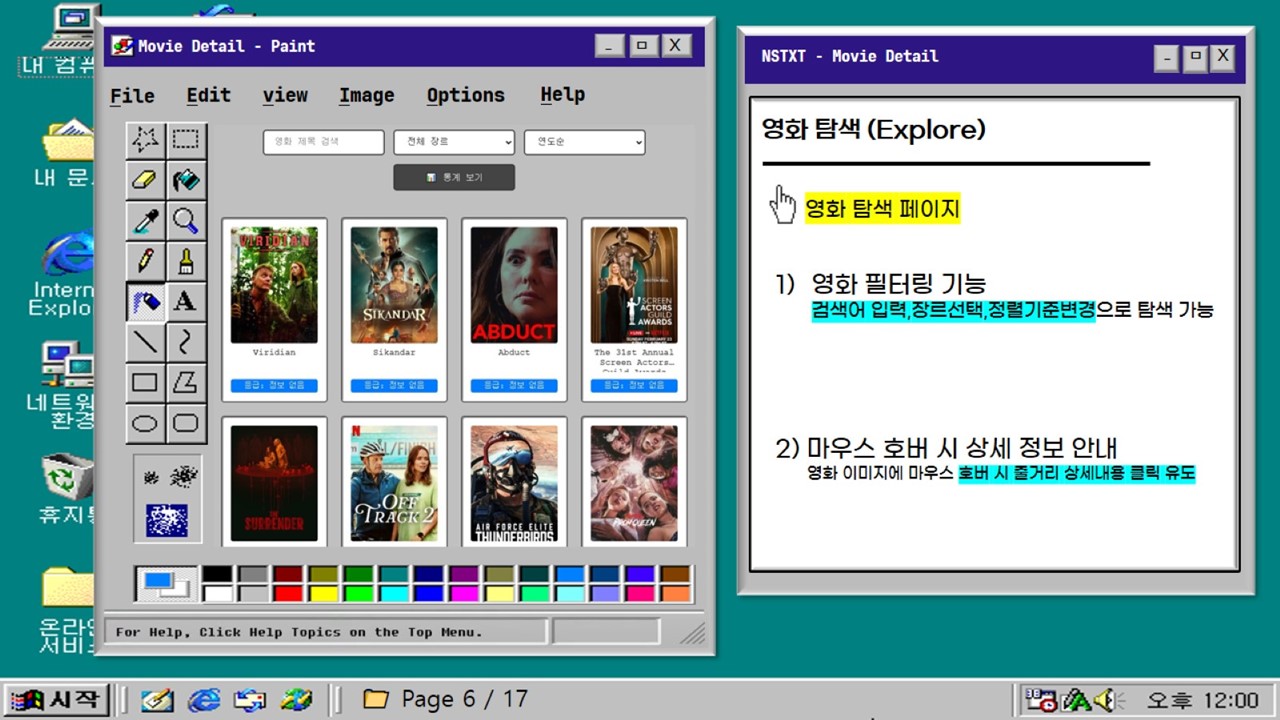 내 컴퓨
내 문
Intern
Explo
네트워
환경
휴지통
온라인
서비스
Movie Detail - Paint
File Edit view Image Options Help
영화 제목 검색
전체 장르
연도순
📊 통계 보기
VIRIDIAN
SIKANDAR
ABDUCT
SCREEN
ACTORS
GUILD
AWARDS
Viridian
Sikandar
Abduct
The 31st Annual
Screen Actors…
Guild Awards
등급: 정보 없음
등급: 정보 없음
등급: 정보 없음
등급: 정보 없음
THE
SURRENDER
FINISH
OFF
TRACK 2
AIR FORCE ELITE
THUNDERBIRDS
PROM QUEEN
For Help, Click Help Topics on the Top Menu.
NSTXT - Movie Detail
영화 탐색 (Explore)
영화 탐색 페이지
1) 영화 필터링 기능
검색어 입력,장르선택,정렬기준변경으로 탐색 가능
2) 마우스 호버 시 상세 정보 안내
영화 이미지에 마우스 호버 시 줄거리 상세내용 클릭 유도
시작
Page 6 / 17
오후 12:00